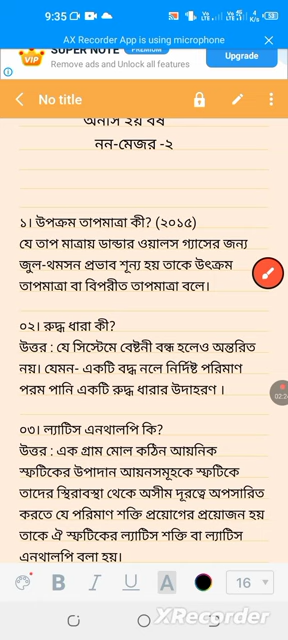 9:35
AX Recorder App is using microphone
SUPER NOTE PREMIUM
VIP
Remove ads and Unlock all features
Upgrade
No title
অনার্স ২য় বর্ষ
নন-মেজর -২
১। উপক্রম তাপমাত্রা কী? (২০১৫)
যে তাপ মাত্রায় ভান্ডার ওয়ালস গ্যাসের জন্য
জুল-থমসন প্রভাব শূন্য হয় তাকে উৎক্রম
তাপমাত্রা বা বিপরীত তাপমাত্রা বলে।
০২। রুদ্ধ ধারা কী?
উত্তর : যে সিস্টেমে বেষ্টনী বন্ধ হলেও অন্তরিত
নয়। যেমন- একটি বদ্ধ নলে নির্দিষ্ট পরিমাণ
পরম পানি একটি রুদ্ধ ধারার উদাহরণ ।
০৩। ল্যাটিস এনথালপি কি?
উত্তর : এক গ্রাম মোল কঠিন আয়নিক
স্ফটিকের উপাদান আয়নসমূহকে স্ফটিকে
তাদের স্থিরাবস্থা থেকে অসীম দূরত্বে অপসারিত
করতে যে পরিমাণ শক্তি প্রয়োগের প্রয়োজন হয়
তাকে ঐ স্ফটিকের ল্যাটিস শক্তি বা ল্যাটিস
এনথালপি বলা হয়।
B I U A 16
XRecorder